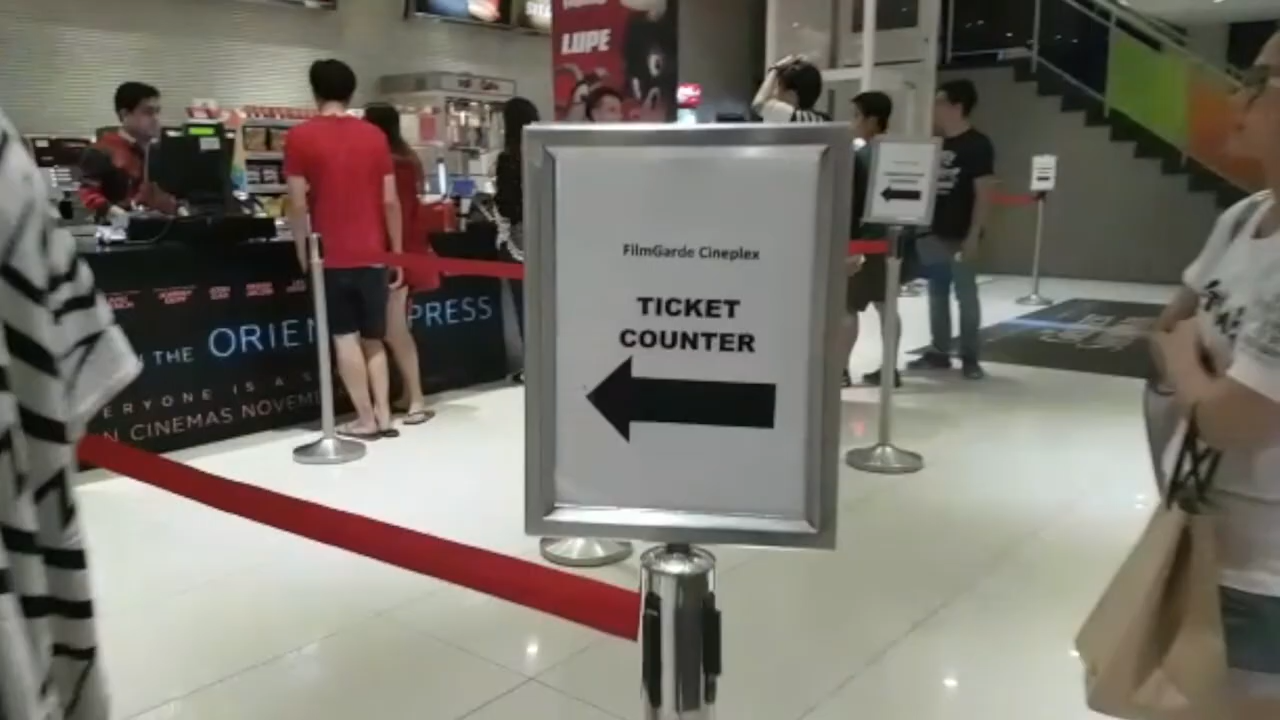 LUPE
FilmGarde Cineplex
TICKET
COUNTER
THE ORIEN PRESS
ERYONE IS A S
N CINEMAS NOVEM